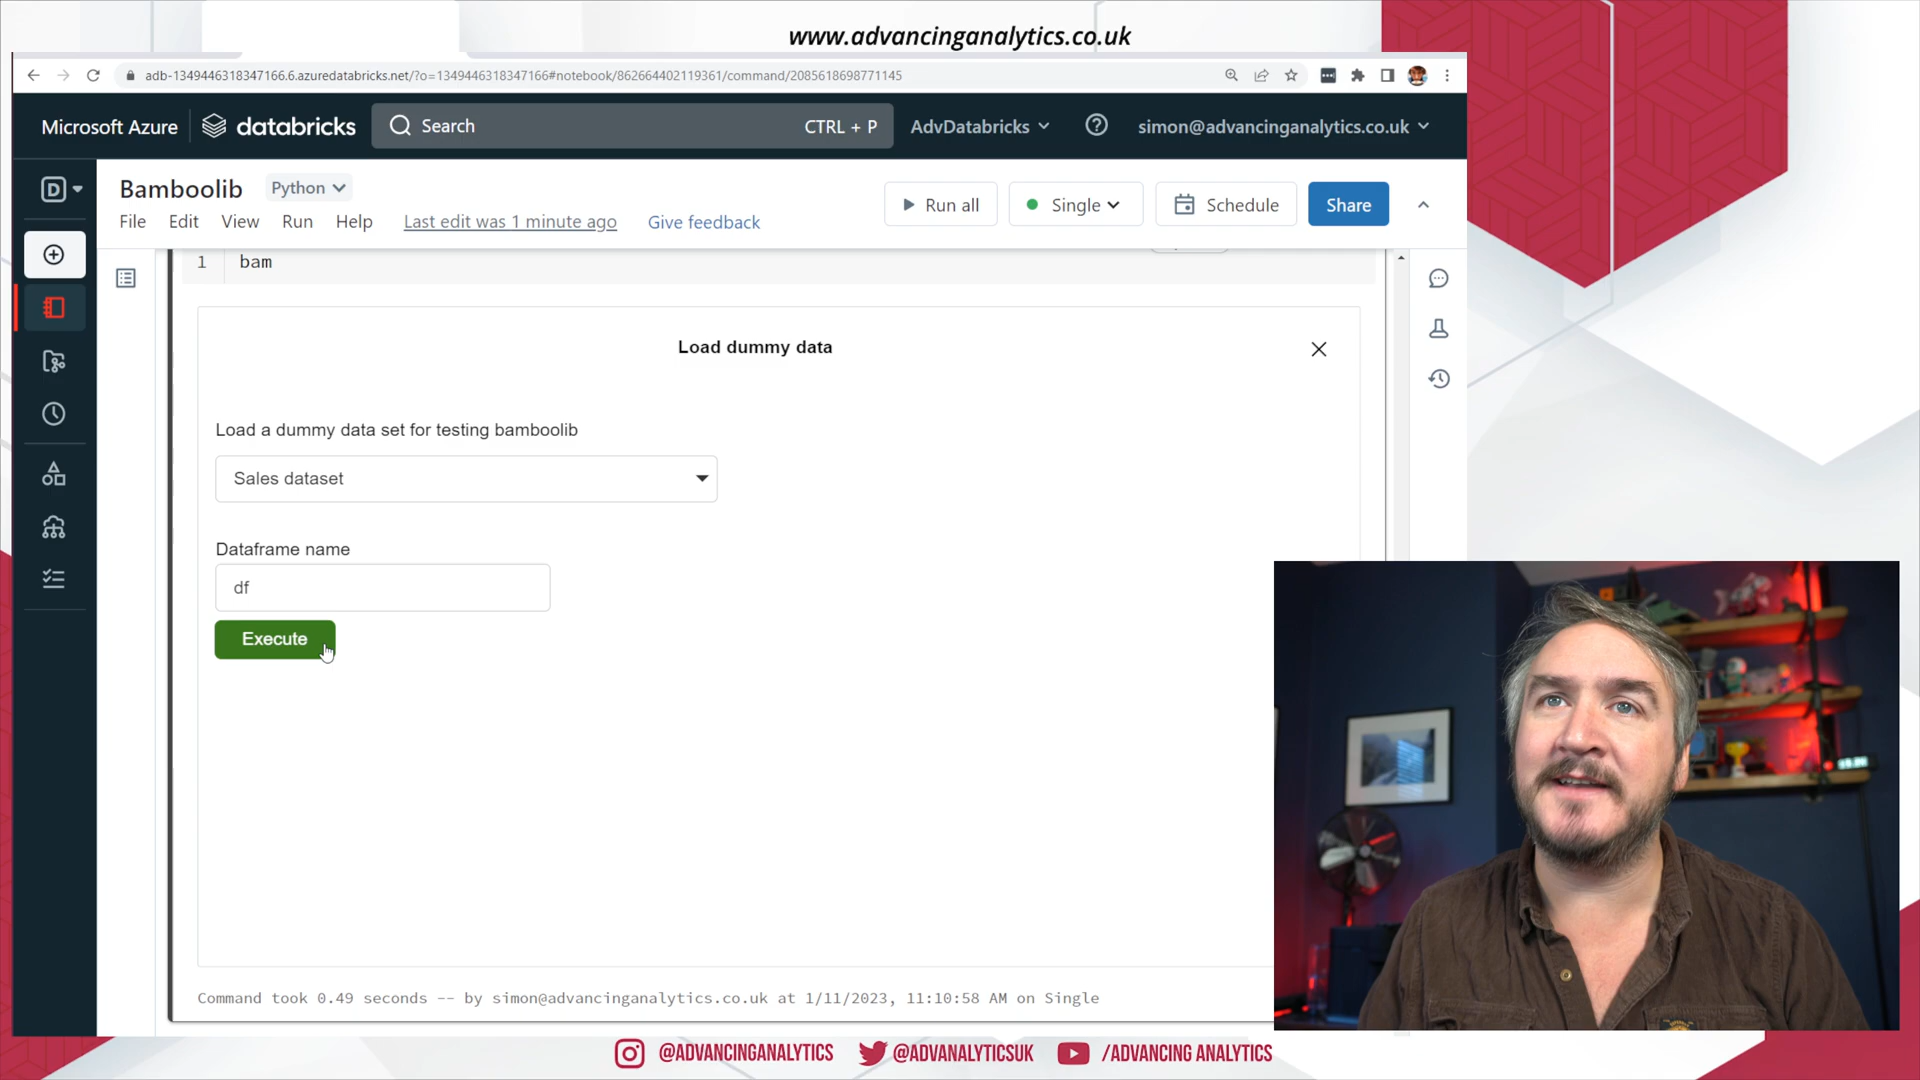 www.advancinganalytics.co.uk
adb-1349446318347166.6.azuredatabricks.net/?o=1349446318347166#notebook/862664402119361/command/2085618698771145
Microsoft Azure databricks Search CTRL + P AdvDatabricks simon@advancinganalytics.co.uk
D
Bamboolib Python
Run all Single Schedule Share
File Edit View Run Help Last edit was 1 minute ago Give feedback
1 bam
Load dummy data
Load a dummy data set for testing bamboolib
Sales dataset
Dataframe name
df
Execute
Command took 0.49 seconds -- by simon@advancinganalytics.co.uk at 1/11/2023, 11:10:58 AM on Single
@ADVANCINGANALYTICS @ADVANALYTICSUK /ADVANCING ANALYTICS